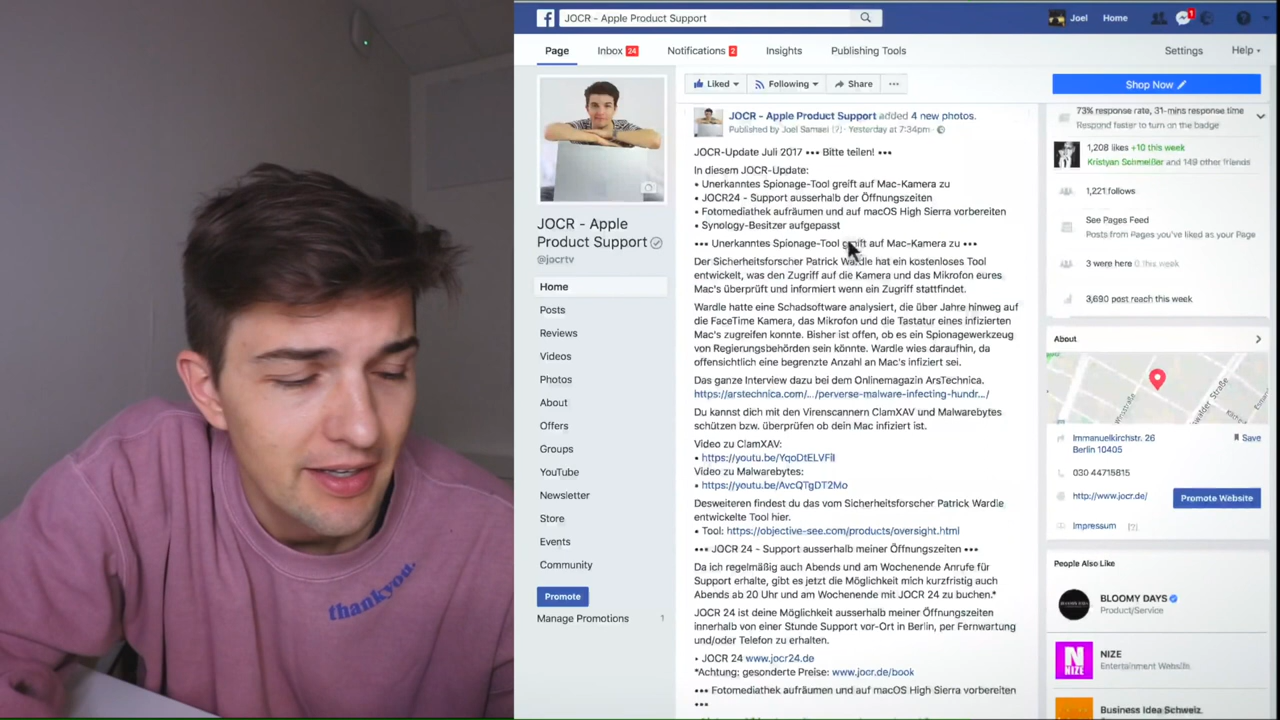 JOCR - Apple Product Support
Joel
Home
1
Page
Inbox 24
Notifications 2
Insights
Publishing Tools
Settings
Help
Liked
Following
Share
Shop Now
JOCR - Apple
Product Support
@jocrtv
Home
Posts
Reviews
Videos
Photos
About
Offers
Events
Groups
YouTube
Newsletter
Store
Events
Community
Promote
Manage Promotions 1
thankyou.
JOCR - Apple Product Support added 4 new photos.
Published by Joel Samsel [?] · Yesterday at 7:34pm ·
JOCR-Update Juli 2017 ••• Bitte teilen! •••
In diesem JOCR-Update:
• Unerkanntes Spionage-Tool greift auf Mac-Kamera zu
• JOCR24 - Support ausserhalb der Öffnungszeiten
• Fotomediathek aufräumen und auf macOS High Sierra vorbereiten
• Synology-Besitzer aufgepasst
••• Unerkanntes Spionage-Tool greift auf Mac-Kamera zu •••
Der Sicherheitsforscher Patrick Wardle hat ein kostenloses Tool
entwickelt, was den Zugriff auf die Kamera und das Mikrofon eures
Mac's überprüft und informiert wenn ein Zugriff stattfindet.
Wardle hatte eine Schadsoftware analysiert, die über Jahre hinweg auf
die FaceTime Kamera, das Mikrofon und die Tastatur eines infizierten
Mac's zugreifen konnte. Bisher ist offen, ob es ein Spionagewerkzeug
von Regierungsbehörden sein könnte. Wardle wies daraufhin, da
offensichtlich eine begrenzte Anzahl an Mac's infiziert sei.
Das ganze Interview dazu bei dem Onlinemagazin ArsTechnica.
https://arstechnica.com/.../perverse-malware-infecting-hundr.../
Du kannst dich mit den Virenscannern ClamXAV und Malwarebytes
schützen bzw. überprüfen ob dein Mac infiziert ist.
Video zu ClamXAV:
• https://youtu.be/YqoDtELVFlI
Video zu Malwarebytes:
• https://youtu.be/AvcQTgDT2Mo
Desweiteren findest du das vom Sicherheitsforscher Patrick Wardle
entwickelte Tool hier.
• Tool: https://objective-see.com/products/oversight.html
••• JOCR 24 - Support ausserhalb meiner Öffnungszeiten •••
Da ich regelmäßig auch Abends und am Wochenende Anrufe für
Support erhalte, gibt es jetzt die Möglichkeit mich kurzfristig auch
Abends ab 20 Uhr und am Wochenende mit JOCR 24 zu buchen.*
JOCR 24 ist deine Möglichkeit ausserhalb meiner Öffnungszeiten
innerhalb von einer Stunde Support vor-Ort in Berlin, per Fernwartung
und/oder Telefon zu erhalten.
• JOCR 24 www.jocr24.de
*Achtung: gesonderte Preise: www.jocr.de/book
••• Fotomediathek aufräumen und auf macOS High Sierra vorbereiten
•••
73% response rate, 31-mins response time
Respond faster to turn on the badge
1,208 likes +10 this week
Kristyan Schmeißer and 149 other friends
1,221 follows
See Pages Feed
Posts from Pages you've liked as your Page
3 were here 0 this week
3,690 post reach this week
About
Immanuelkirchstr. 26
Berlin 10405
Save
030 44715815
http://www.jocr.de/
Promote Website
Impressum [?]
People Also Like
BLOOMY DAYS
Product/Service
NIZE
Entertainment Website
Business Idea Schweiz.